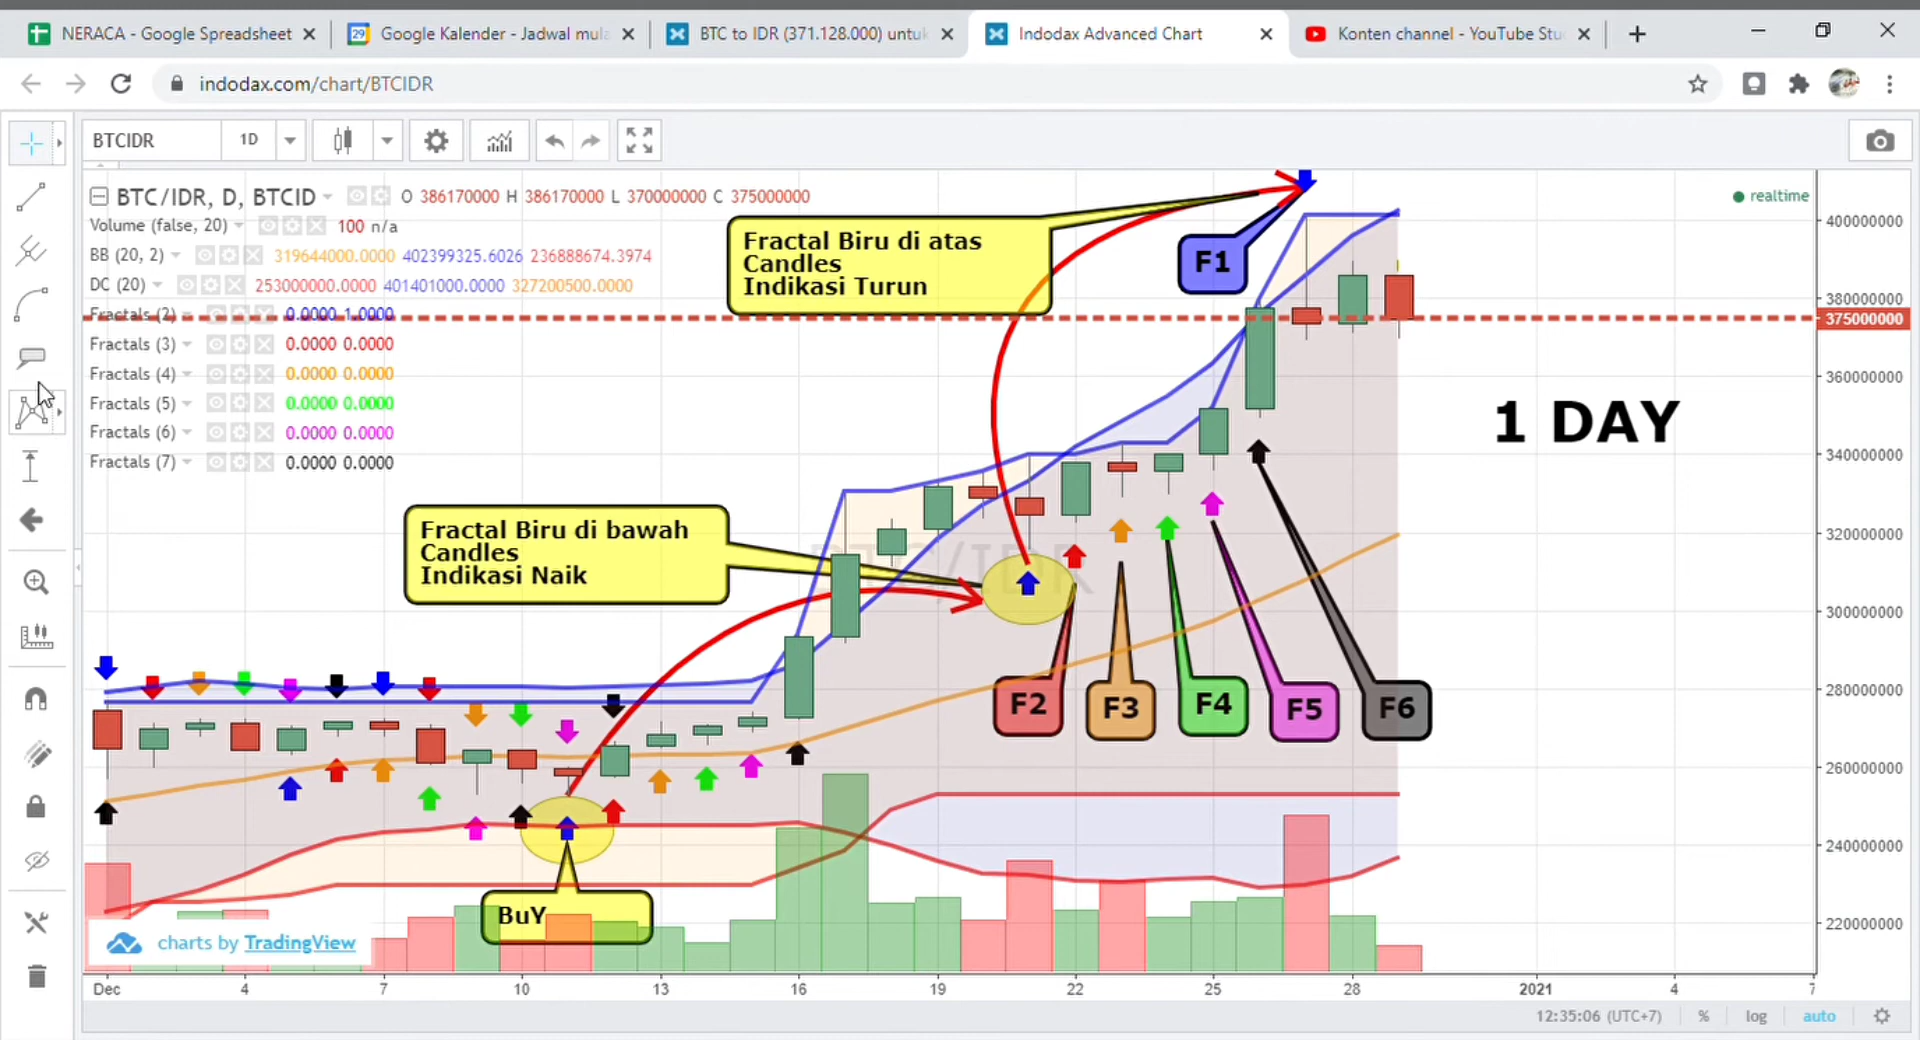 NERACA - Google Spreadsheet
Google Kalender - Jadwal mula
BTC to IDR (371.128.000) untuk
Indodax Advanced Chart
Konten channel - YouTube Stu
indodax.com/chart/BTCIDR
BTCIDR 1D
BTC/IDR, D, BTCID O 386170000 H 386170000 L 370000000 C 375000000
realtime
Volume (false, 20) 100 n/a
BB (20, 2) 319644000.0000 402399325.6026 236888674.3974
DC (20) 253000000.0000 401401000.0000 327200500.0000
Fractals (2) 0.0000 1.0000
Fractals (3) 0.0000 0.0000
Fractals (4) 0.0000 0.0000
Fractals (5) 0.0000 0.0000
Fractals (6) 0.0000 0.0000
Fractals (7) 0.0000 0.0000
Fractal Biru di atas
Candles
Indikasi Turun
F1
1 DAY
Fractal Biru di bawah
Candles
Indikasi Naik
BTC/IDR
F2
F3
F4
F5
F6
BuY
charts by TradingView
400000000
380000000
375000000
360000000
340000000
320000000
300000000
280000000
260000000
240000000
220000000
Dec 4 7 10 13 16 19 22 25 28 2021 4 7
12:35:06 (UTC+7) % log auto